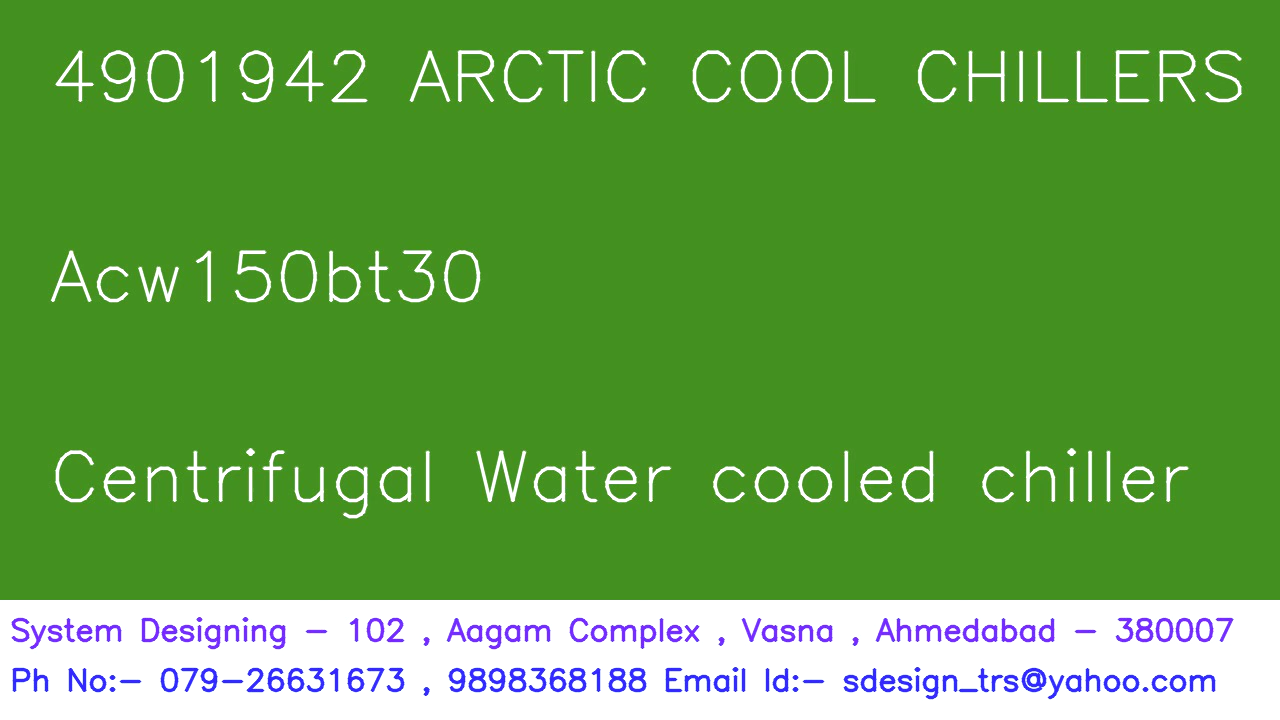 4901942 ARCTIC COOL CHILLERS
Acw150bt30
Centrifugal Water cooled chiller
System Designing - 102 , Aagam Complex , Vasna , Ahmedabad - 380007
Ph No:- 079-26631673 , 9898368188 Email Id:- sdesign_trs@yahoo.com